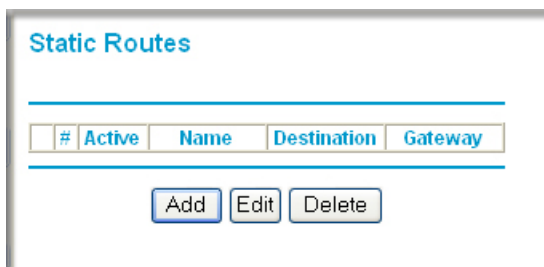 Static Routes
# Active Name Destination Gateway
Add Edit Delete